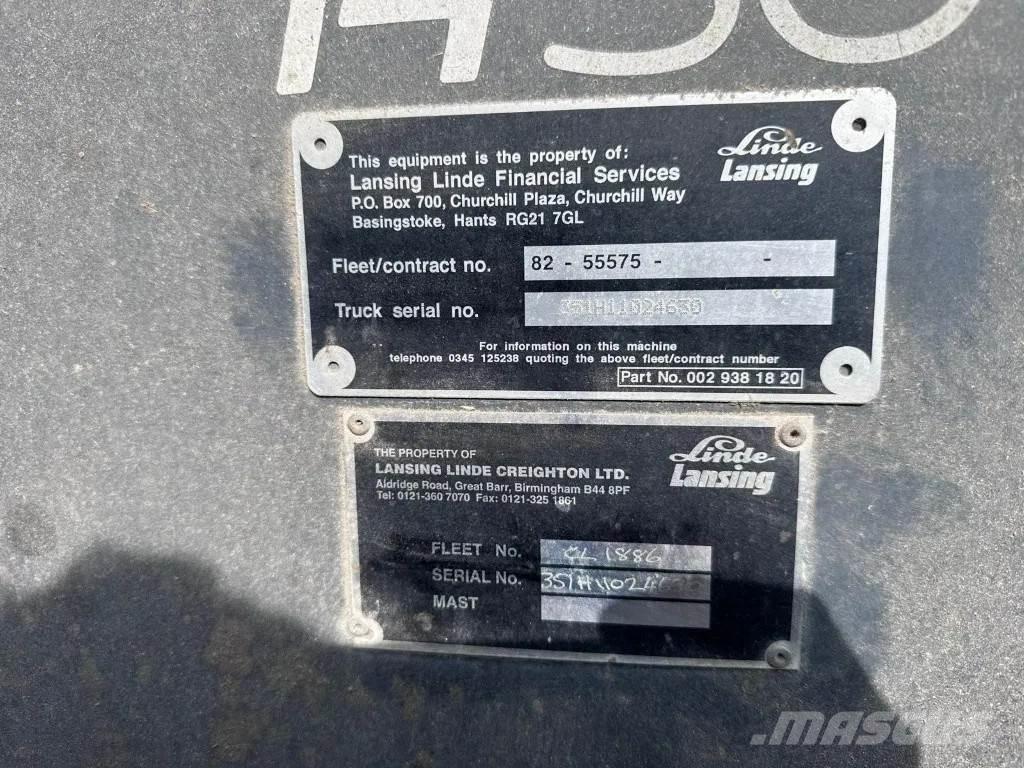 This equipment is the property of:
Lansing Linde Financial Services
P.O. Box 700, Churchill Plaza, Churchill Way
Basingstoke, Hants RG21 7GL
Linde
Lansing
Fleet/contract no. 82 - 55575 - -
Truck serial no.
For information on this machine
telephone 0345 125238 quoting the above fleet/contract number
Part No. 002 938 18 20
THE PROPERTY OF
LANSING LINDE CREIGHTON LTD.
Aldridge Road, Great Barr, Birmingham B44 8PF
Tel: 0121-360 7070 Fax: 0121-325 1861
Linde
Lansing
FLEET No. CL 1886
SERIAL No.
MAST
MASCUS